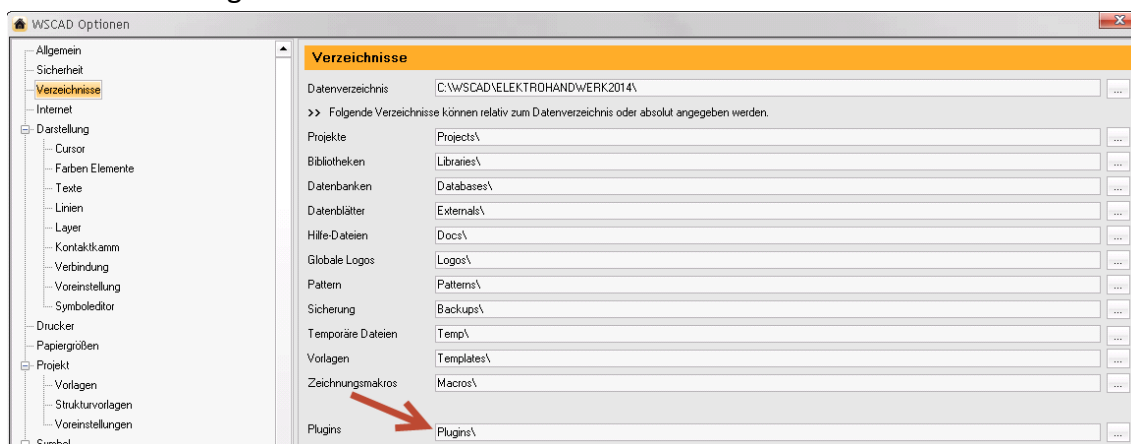 WSCAD Optionen
Allgemein
Sicherheit
Verzeichnisse
Internet
Darstellung
Cursor
Farben Elemente
Texte
Linien
Layer
Kontaktkamm
Verbindung
Voreinstellung
Symboleditor
Drucker
Papiergrößen
Projekt
Vorlagen
Strukturvorlagen
Voreinstellungen
Symbol
Verzeichnisse
Datenverzeichnis C:\WSCAD\ELEKTROHANDWERK2014\ ...
>> Folgende Verzeichnisse können relativ zum Datenverzeichnis oder absolut angegeben werden.
Projekte Projects\ ...
Bibliotheken Libraries\ ...
Datenbanken Databases\ ...
Datenblätter Externals\ ...
Hilfe-Dateien Docs\ ...
Globale Logos Logos\ ...
Pattern Patterns\ ...
Sicherung Backups\ ...
Temporäre Dateien Temp\ ...
Vorlagen Templates\ ...
Zeichnungsmakros Macros\ ...
Plugins Plugins\ ...